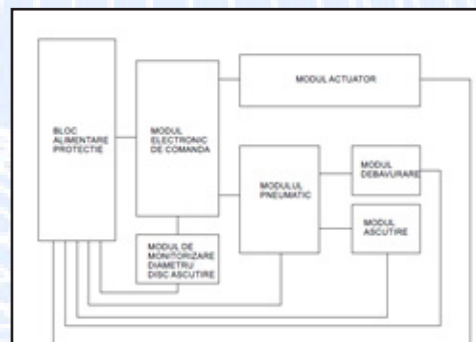 BLOC
ALIMENTARE
PROTECTIE
MODUL
ELECTRONIC
DE COMANDA
MODUL ACTUATOR
MODULUL
PNEUMATIC
MODUL
DEBAVURARE
MODUL
ASCUTIRE
MODUL DE
MONITORIZARE
DIAMETRU
DISC ASCUTIRE